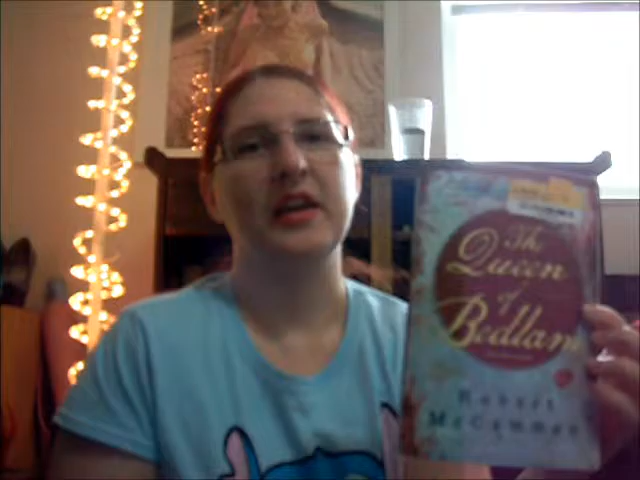 The
Queen
of
Bedlam
Robert
McCammon